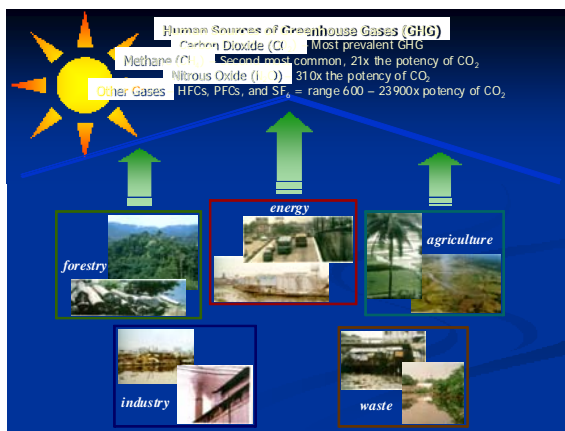 Human Sources of Greenhouse Gases (GHG)
Carbon Dioxide (C Most prevalent GHG
Methane (C Second most common, 21x the potency of CO₂
Nitrous Oxide ( O) 310x the potency of CO₂
Other Gases HFCs, PFCs, and SF₆ = range 600 – 23900x potency of CO₂
energy
forestry
agriculture
industry
waste